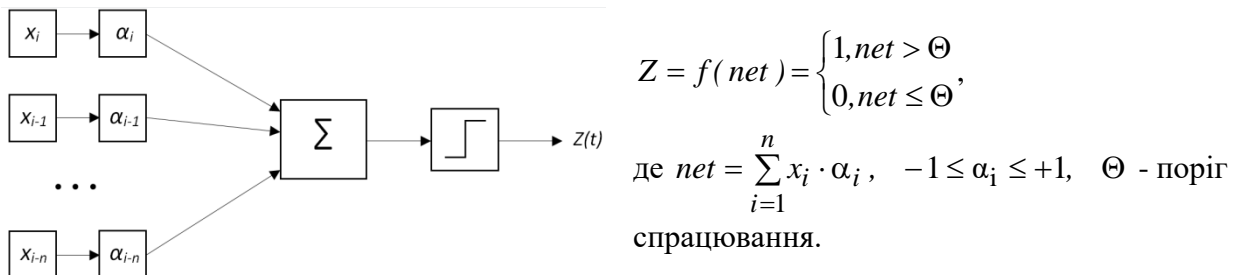 x_i α_i
x_{i-1} α_{i-1}
Σ Z(t)
...
x_{i-n} α_{i-n}
Z = f( net ) = {1, net > Θ
0, net ≤ Θ ,
де net = \sum_{i=1}^{n} x_i · α_i , −1 ≤ α_i ≤ +1, Θ - поріг
спрацювання.